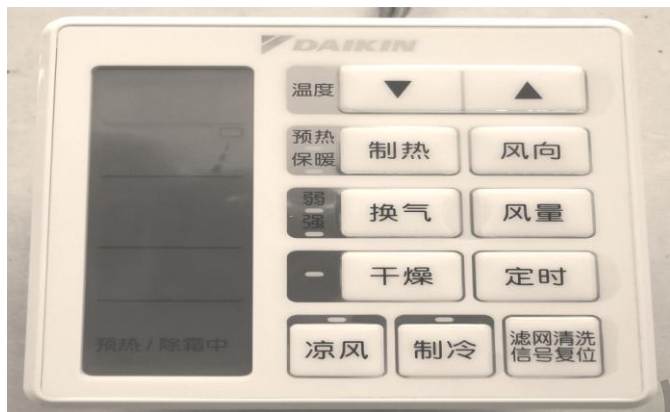 DAIKIN
温度 ▼ ▲
预热
保暖
制热 风向
弱
强
换气 风量
干燥 定时
预热/除霜中
凉风 制冷
滤网清洗
信号复位